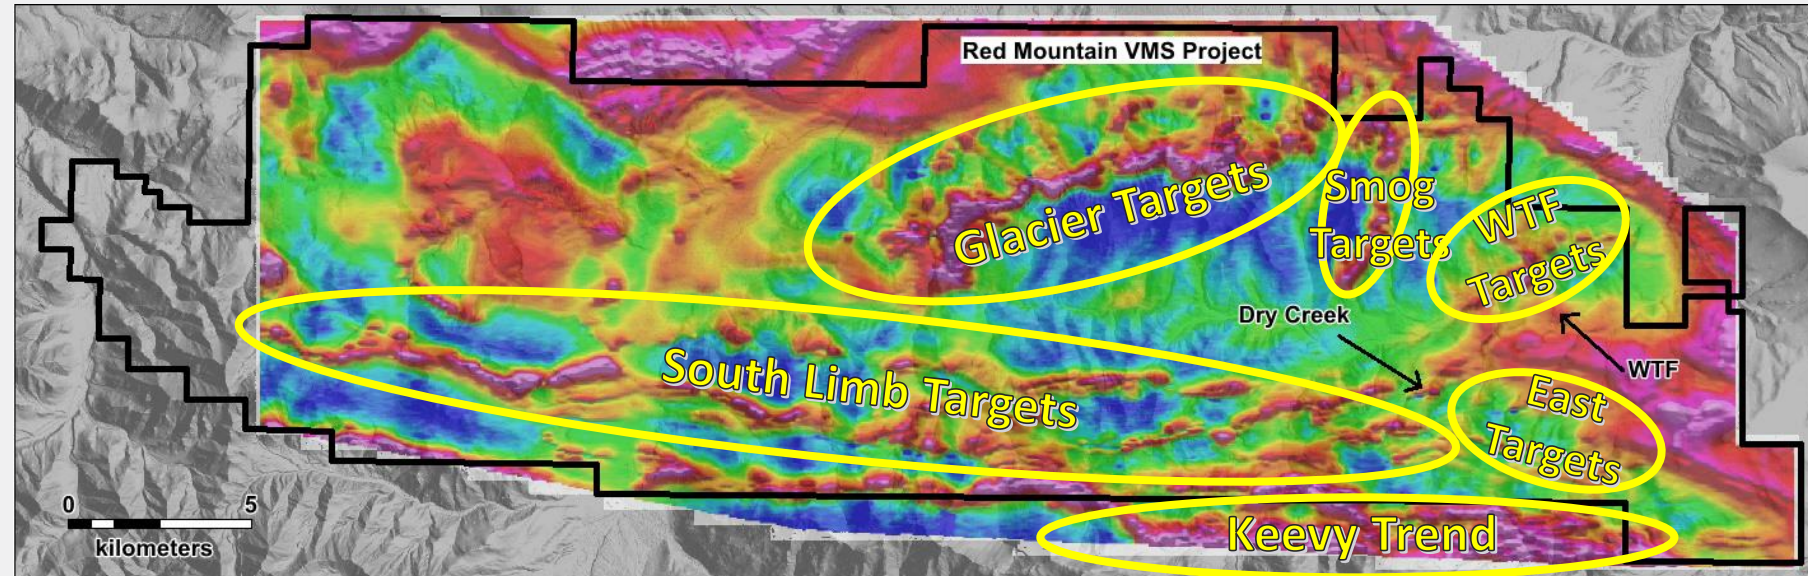 Red Mountain VMS Project
Glacier Targets
Smog
Targets
WTF
Targets
Dry Creek
WTF
South Limb Targets
East
Targets
Keevy Trend
0 5
kilometers